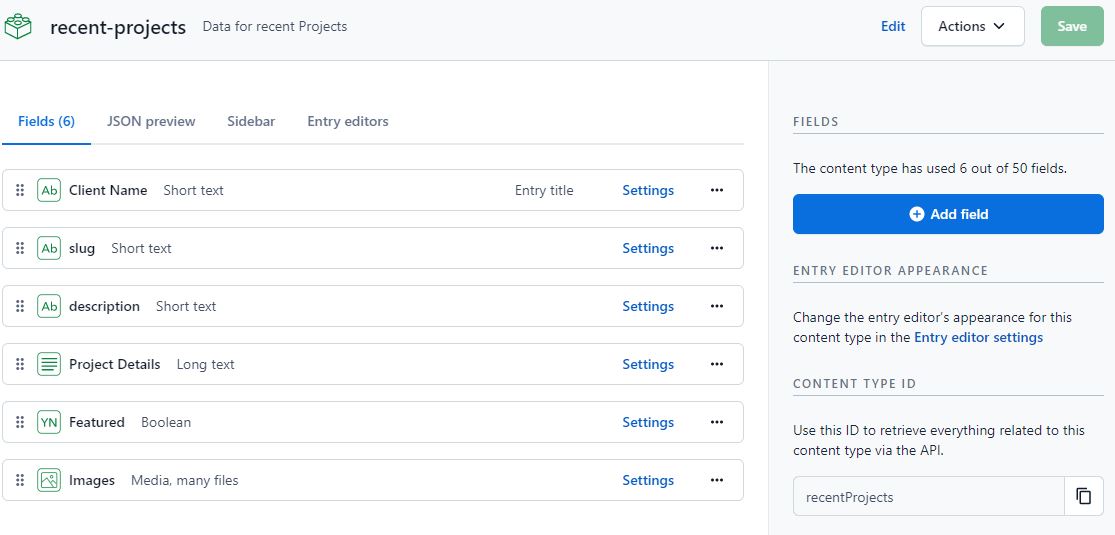 recent-projects Data for recent Projects Edit Actions Save
Fields (6) JSON preview Sidebar Entry editors
Ab Client Name Short text Entry title Settings
Ab slug Short text Settings
Ab description Short text Settings
Project Details Long text Settings
YN Featured Boolean Settings
Images Media, many files Settings
FIELDS
The content type has used 6 out of 50 fields.
Add field
ENTRY EDITOR APPEARANCE
Change the entry editor's appearance for this
content type in the Entry editor settings
CONTENT TYPE ID
Use this ID to retrieve everything related to this
content type via the API.
recentProjects